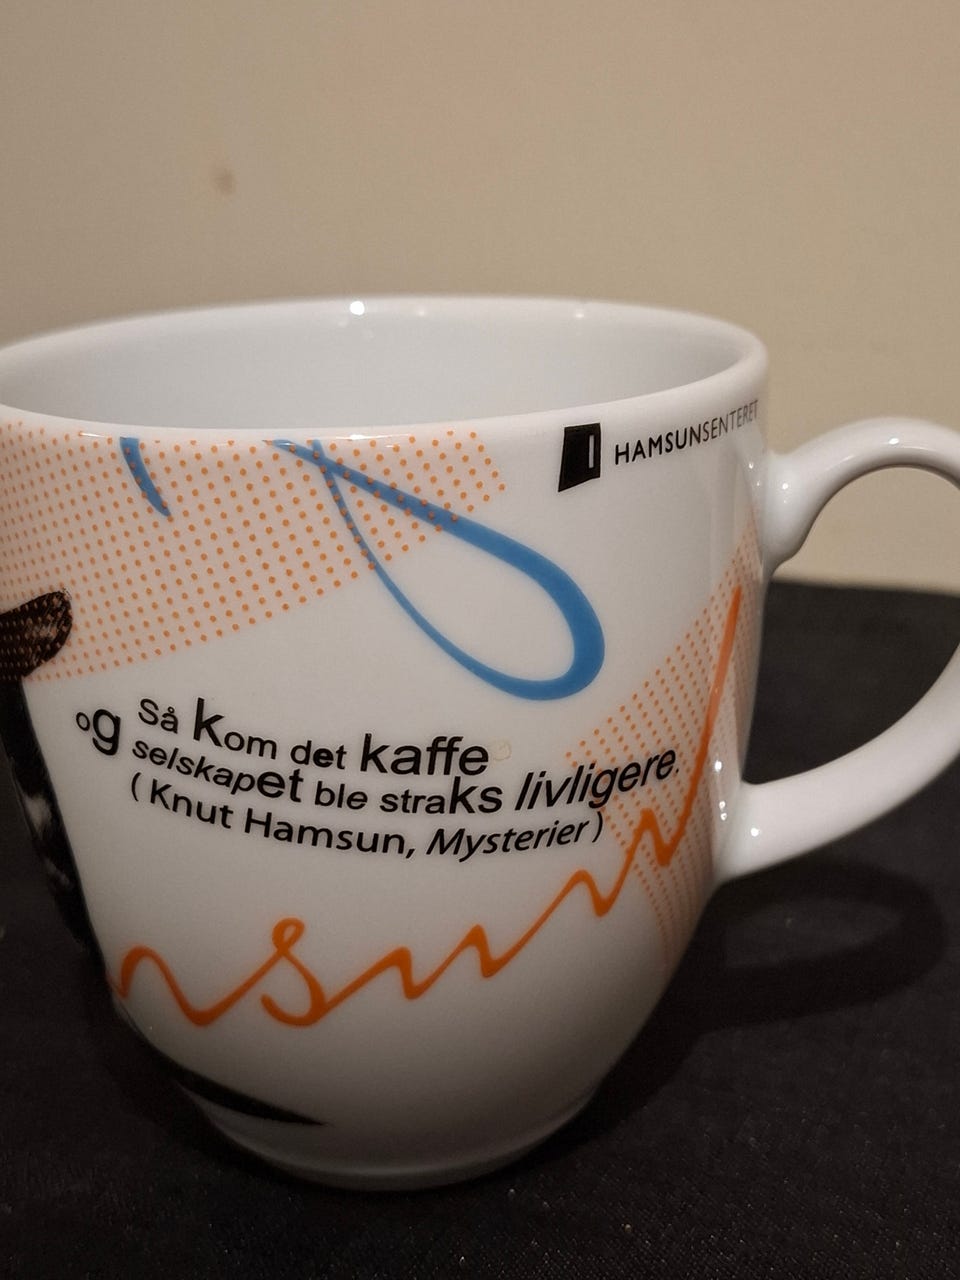 HAMSUNSENTERET
Så kom det kaffe
og selskapet ble straks livligere.
(Knut Hamsun, Mysterier)